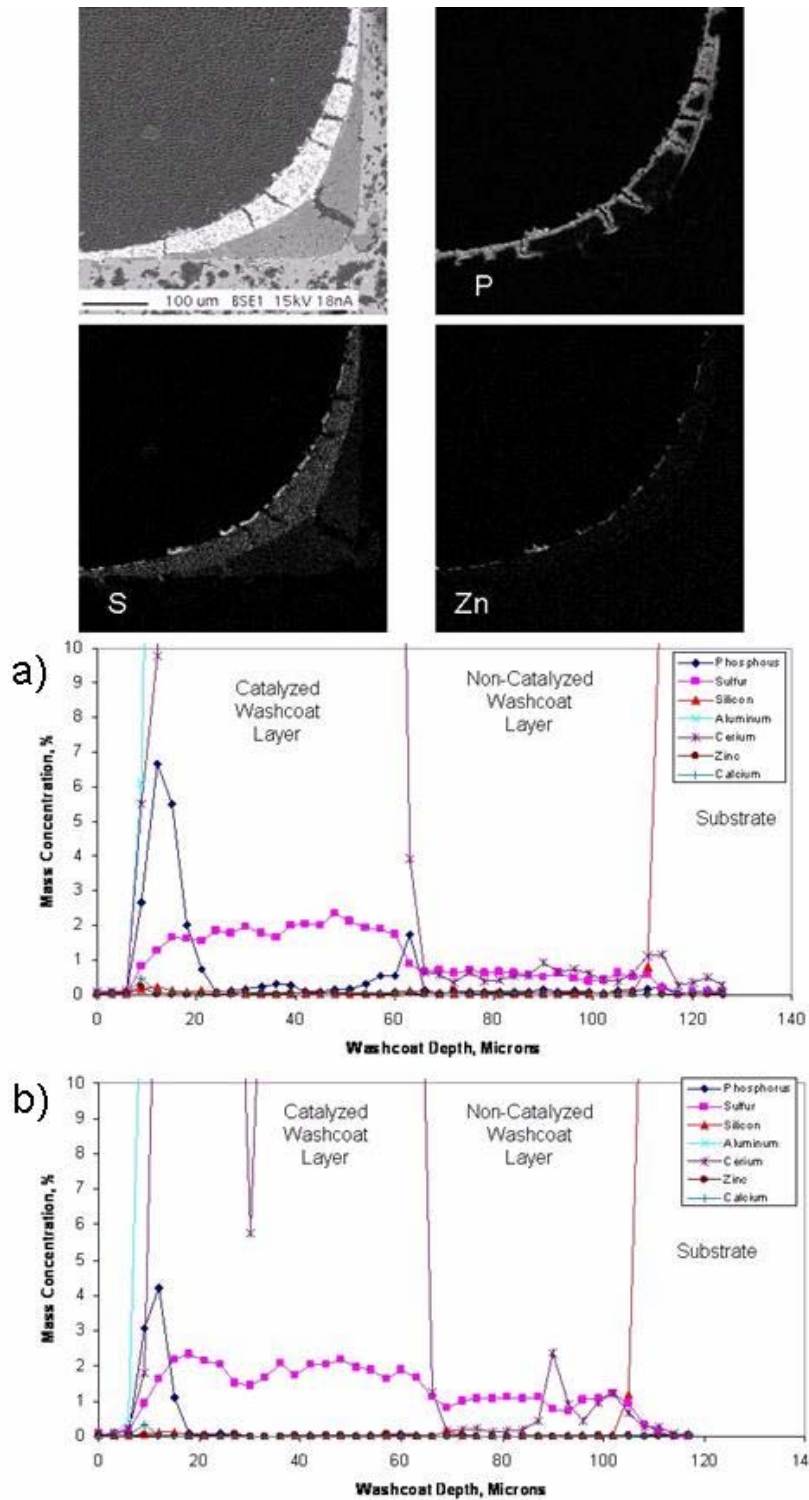 100 um BSE1 15kV 18nA
P
S
Zn
a)
10
9
8
7
6
5
4
3
2
1
0
Mass Concentration, %
Catalyzed
Washcoat
Layer
Non-Catalyzed
Washcoat
Layer
Substrate
Phosphous
Sulfur
Silicon
Aluminum
Cerium
Zinc
Calcium
0 20 40 60 80 100 120 140
Washcoat Depth, Microns
b)
10
9
8
7
6
5
4
3
2
1
0
Mass Concentration, %
Catalyzed
Washcoat
Layer
Non-Catalyzed
Washcoat
Layer
Substrate
Phosphorus
Sulfur
Silicon
Aluminum
Cerium
Zinc
Calcium
0 20 40 60 80 100 120 14
Washcoat Depth, Microns